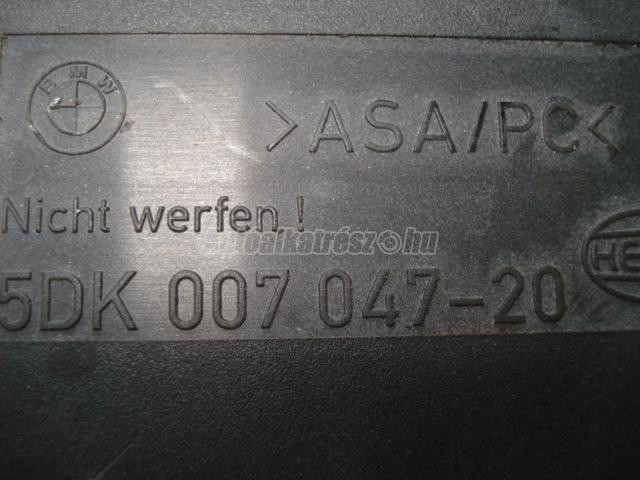 BMW
>ASA/PC<
Nicht werfen!
5DK 007 047-20